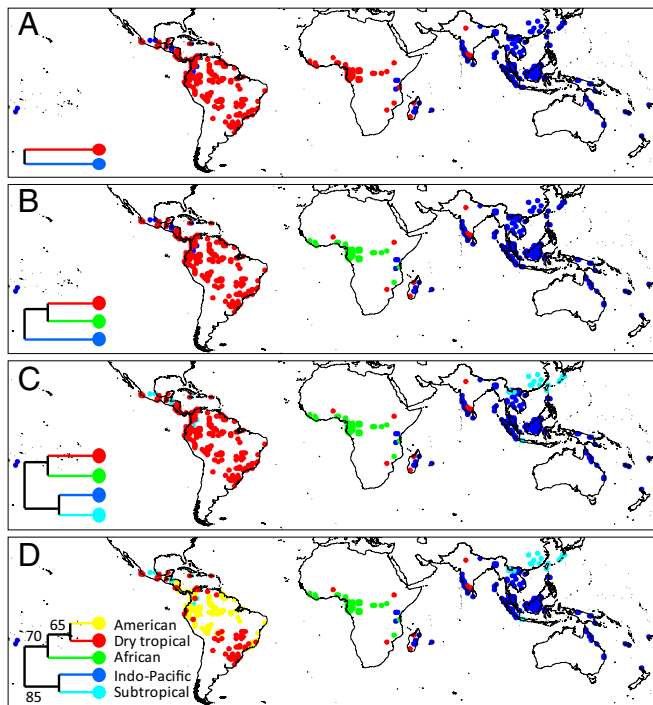 A
B
C
D
65
American
70
Dry tropical
African
Indo-Pacific
85
Subtropical